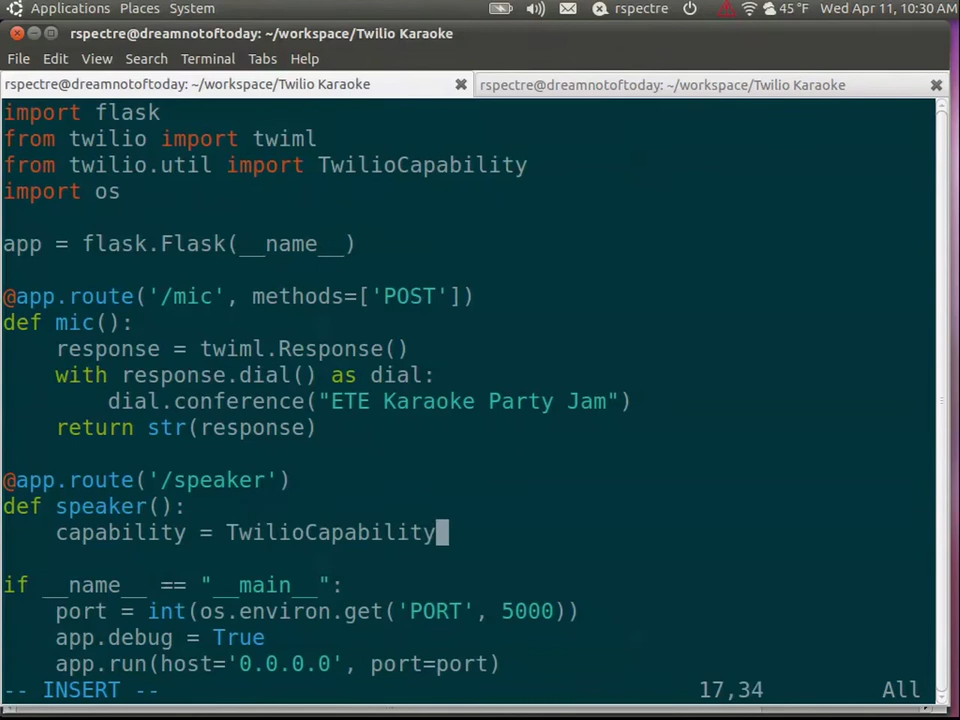 Applications Places System rspectre 45 °F Wed Apr 11, 10:30 AM
rspectre@dreamnotoftoday: ~/workspace/Twilio Karaoke
File Edit View Search Terminal Tabs Help
rspectre@dreamnotoftoday: ~/workspace/Twilio Karaoke rspectre@dreamnotoftoday: ~/workspace/Twilio Karaoke
import flask
from twilio import twiml
from twilio.util import TwilioCapability
import os
app = flask.Flask(__name__)
@app.route('/mic', methods=['POST'])
def mic():
    response = twiml.Response()
    with response.dial() as dial:
        dial.conference("ETE Karaoke Party Jam")
    return str(response)
@app.route('/speaker')
def speaker():
    capability = TwilioCapability
if __name__ == "__main__":
    port = int(os.environ.get('PORT', 5000))
    app.debug = True
    app.run(host='0.0.0.0', port=port)
-- INSERT -- 17,34 All